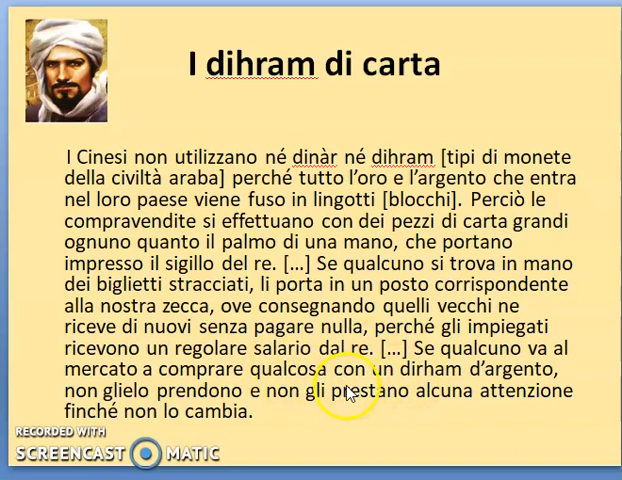 I dihram di carta
I Cinesi non utilizzano né dinàr né dihram [tipi di monete
della civiltà araba] perché tutto l’oro e l’argento che entra
nel loro paese viene fuso in lingotti [blocchi]. Perciò le
compravendite si effettuano con dei pezzi di carta grandi
ognuno quanto il palmo di una mano, che portano
impresso il sigillo del re. [...] Se qualcuno si trova in mano
dei biglietti stracciati, li porta in un posto corrispondente
alla nostra zecca, ove consegnando quelli vecchi ne
riceve di nuovi senza pagare nulla, perché gli impiegati
ricevono un regolare salario dal re. [...] Se qualcuno va al
mercato a comprare qualcosa con un dirham d’argento,
non glielo prendono e non gli prestano alcuna attenzione
finché non lo cambia.
RECORDED WITH
SCREENCAST MATIC